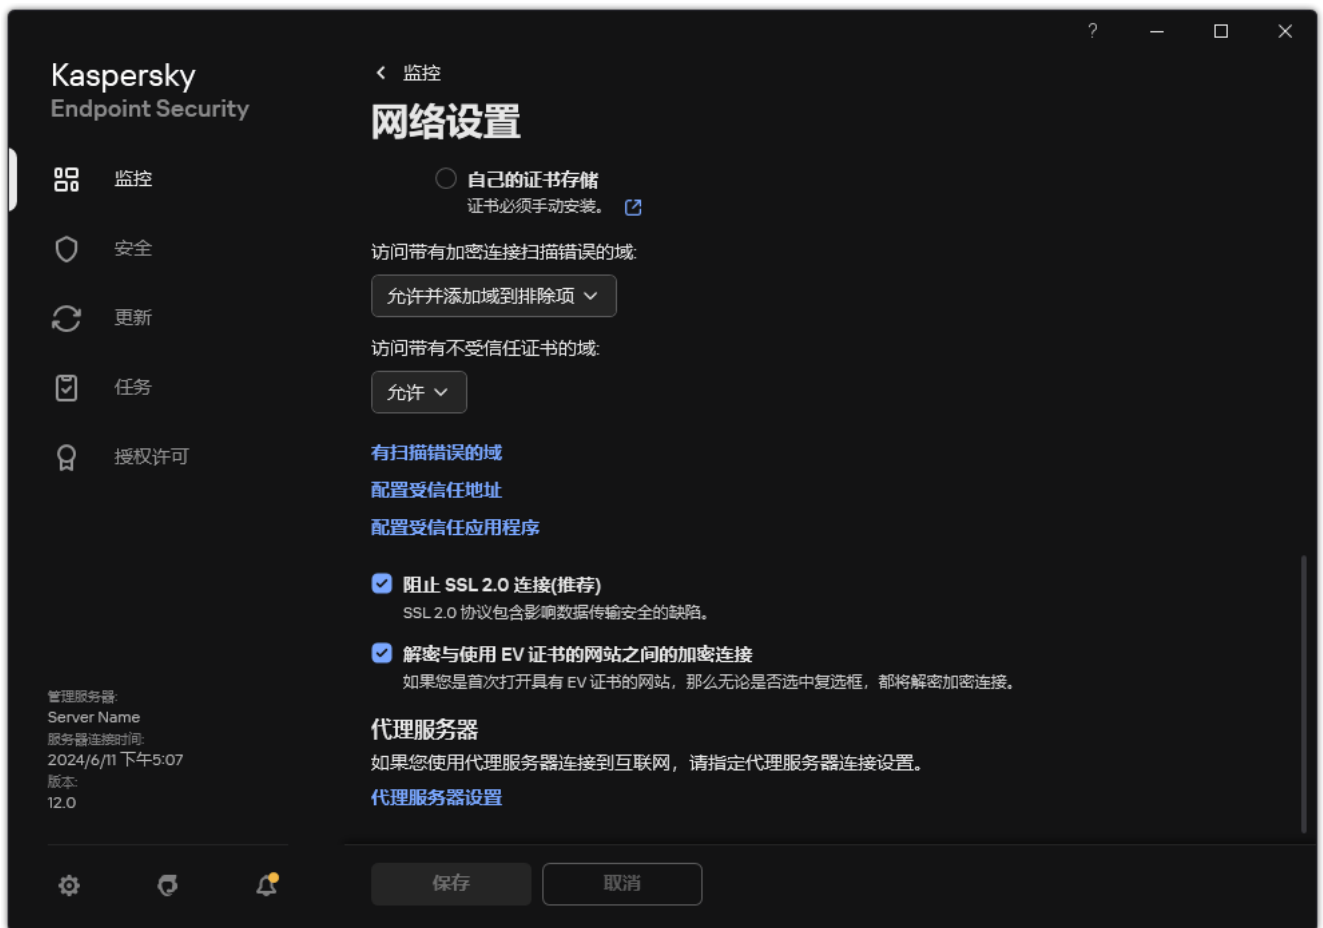 ?
Kaspersky
Endpoint Security
监控
安全
更新
任务
授权许可
管理服务器:
Server Name
服务器连接时间:
2024/6/11 下午5:07
版本:
12.0
监控
网络设置
自己的证书存储
证书必须手动安装。
访问带有加密连接扫描错误的域:
允许并添加域到排除项
访问带有不受信任证书的域:
允许
有扫描错误的域
配置受信任地址
配置受信任应用程序
阻止 SSL 2.0 连接(推荐)
SSL 2.0 协议包含影响数据传输安全的缺陷。
解密与使用 EV 证书的网站之间的加密连接
如果您是首次打开具有 EV 证书的网站，那么无论是否选中复选框，都将解密加密连接。
代理服务器
如果您使用代理服务器连接到互联网，请指定代理服务器连接设置。
代理服务器设置
保存
取消